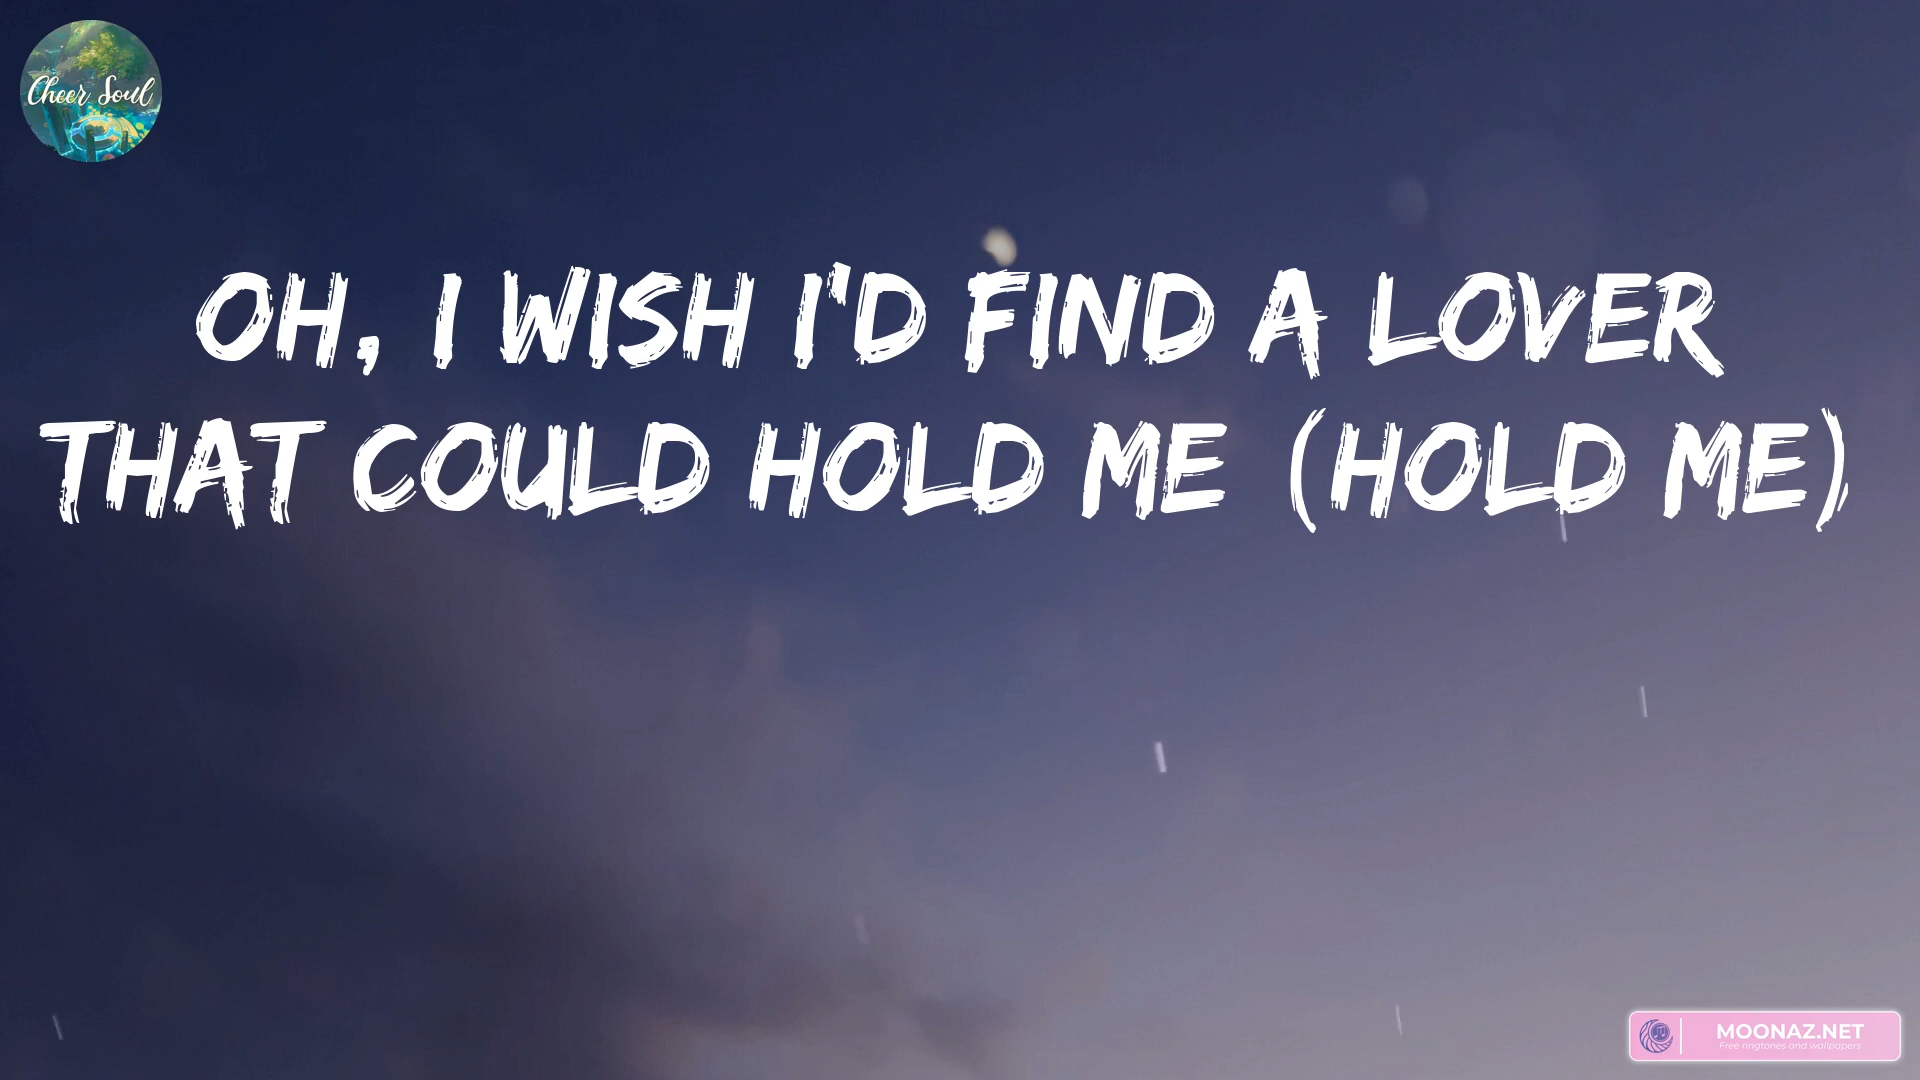 Cheer Soul
OH, I WISH I'D FIND A LOVER
THAT COULD HOLD ME (HOLD ME)
MOONAZ.NET
Free ringtones and wallpapers